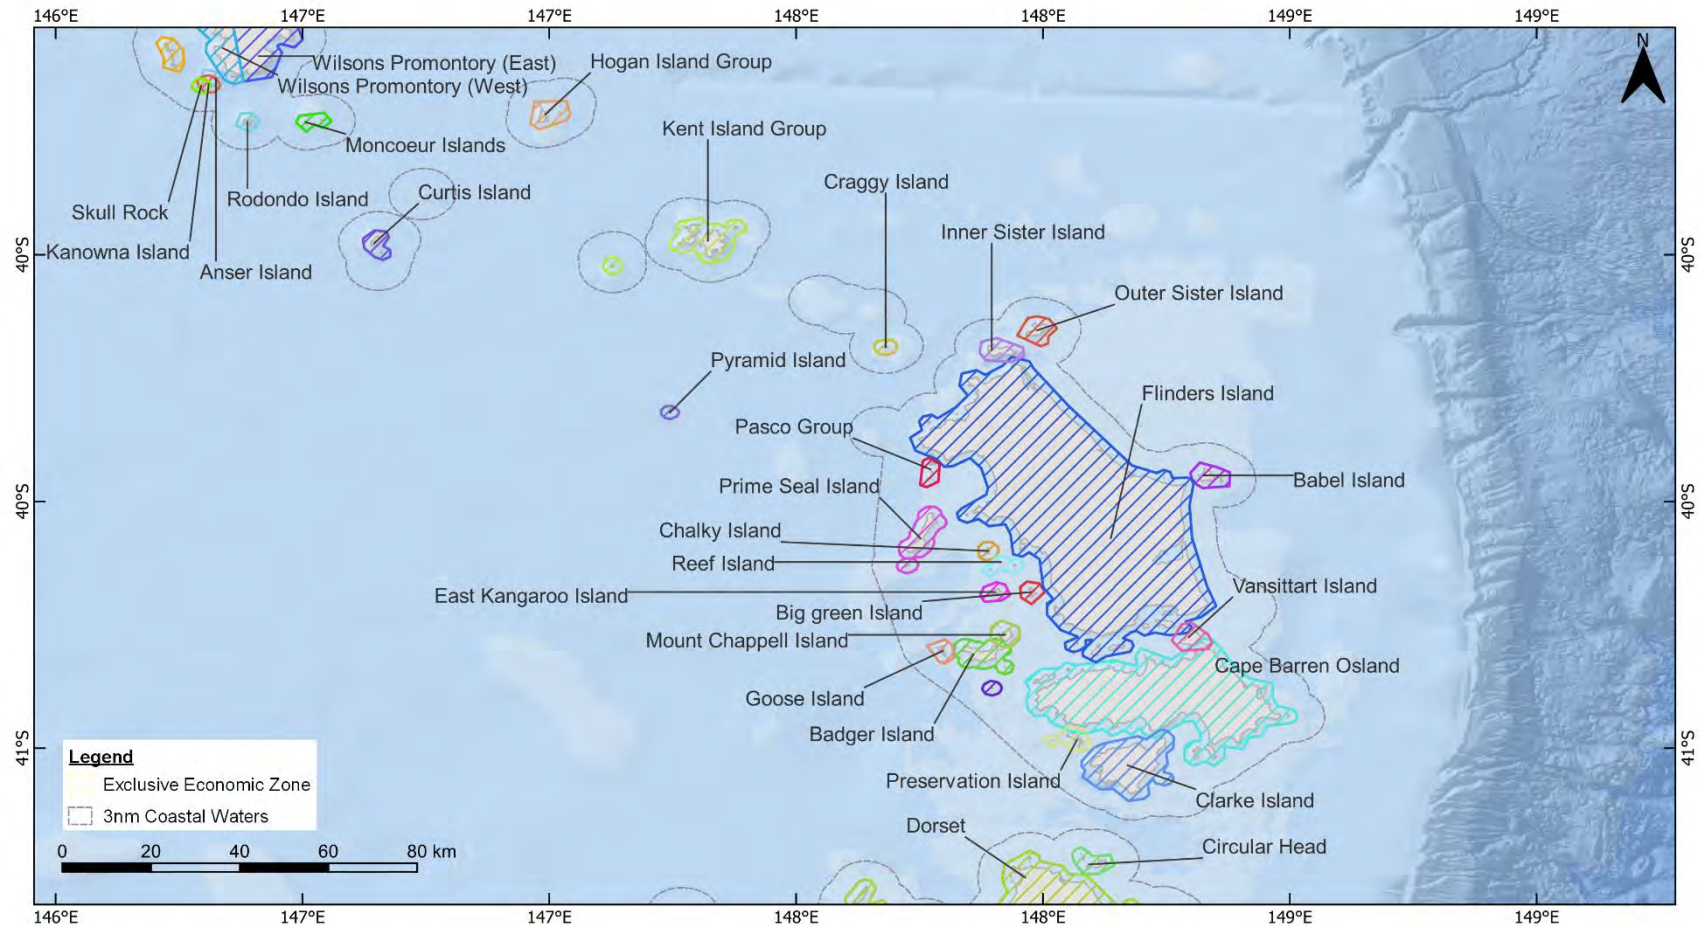 146°E 147°E 147°E 148°E 148°E 149°E 149°E
N
Wilsons Promontory (East)
Hogan Island Group
Wilsons Promontory (West)
Kent Island Group
Moncoeur Islands
Craggy Island
Rodondo Island
Curtis Island
Skull Rock
Inner Sister Island
Kanowna Island
40°S
40°S
Anser Island
Outer Sister Island
Pyramid Island
Flinders Island
Pasco Group
Prime Seal Island
Babel Island
40°S
40°S
Chalky Island
Reef Island
Vansittart Island
East Kangaroo Island
Big green Island
Mount Chappell Island
Cape Barren Osland
Goose Island
Badger Island
41°S
41°S
Legend
Exclusive Economic Zone
3nm Coastal Waters
Preservation Island
Clarke Island
Dorset
Circular Head
0 20 40 60 80 km
146°E 147°E 147°E 148°E 148°E 149°E 149°E